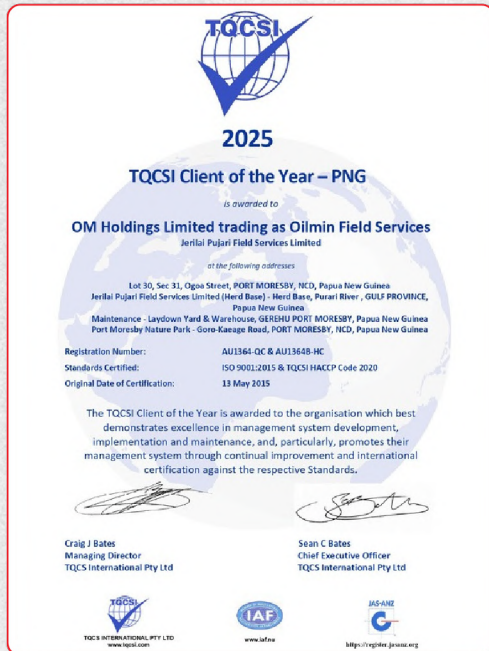 TQCSI
2025
TQCSI Client of the Year – PNG
is awarded to
OM Holdings Limited trading as Oilmin Field Services
Jerilai Pujari Field Services Limited
at the following addresses
Lot 30, Sec 31, Ogoa Street, PORT MORESBY, NCD, Papua New Guinea
Jerilai Pujari Field Services Limited (Herd Base) - Herd Base, Purari River , GULF PROVINCE,
Papua New Guinea
Maintenance - Laydown Yard & Warehouse, GEREHU PORT MORESBY, Papua New Guinea
Port Moresby Nature Park - Goro-Kaeaga Road, PORT MORESBY, NCD, Papua New Guinea
Registration Number: AU1364-QC & AU1364B-HC
Standards Certified: ISO 9001:2015 & TQCSI HACCP Code 2020
Original Date of Certification: 13 May 2015
The TQCSI Client of the Year is awarded to the organisation which best
demonstrates excellence in management system development,
implementation and maintenance, and, particularly, promotes their
management system through continual improvement and international
certification against the respective Standards.
Craig J Bates Sean C Bates
Managing Director Chief Executive Officer
TQCS International Pty Ltd TQCS International Pty Ltd
TQCSI IAF JAS-ANZ
TQCS INTERNATIONAL PTY LTD
www.tqcsi.com www.iaf.nu https://register.jasanz.org